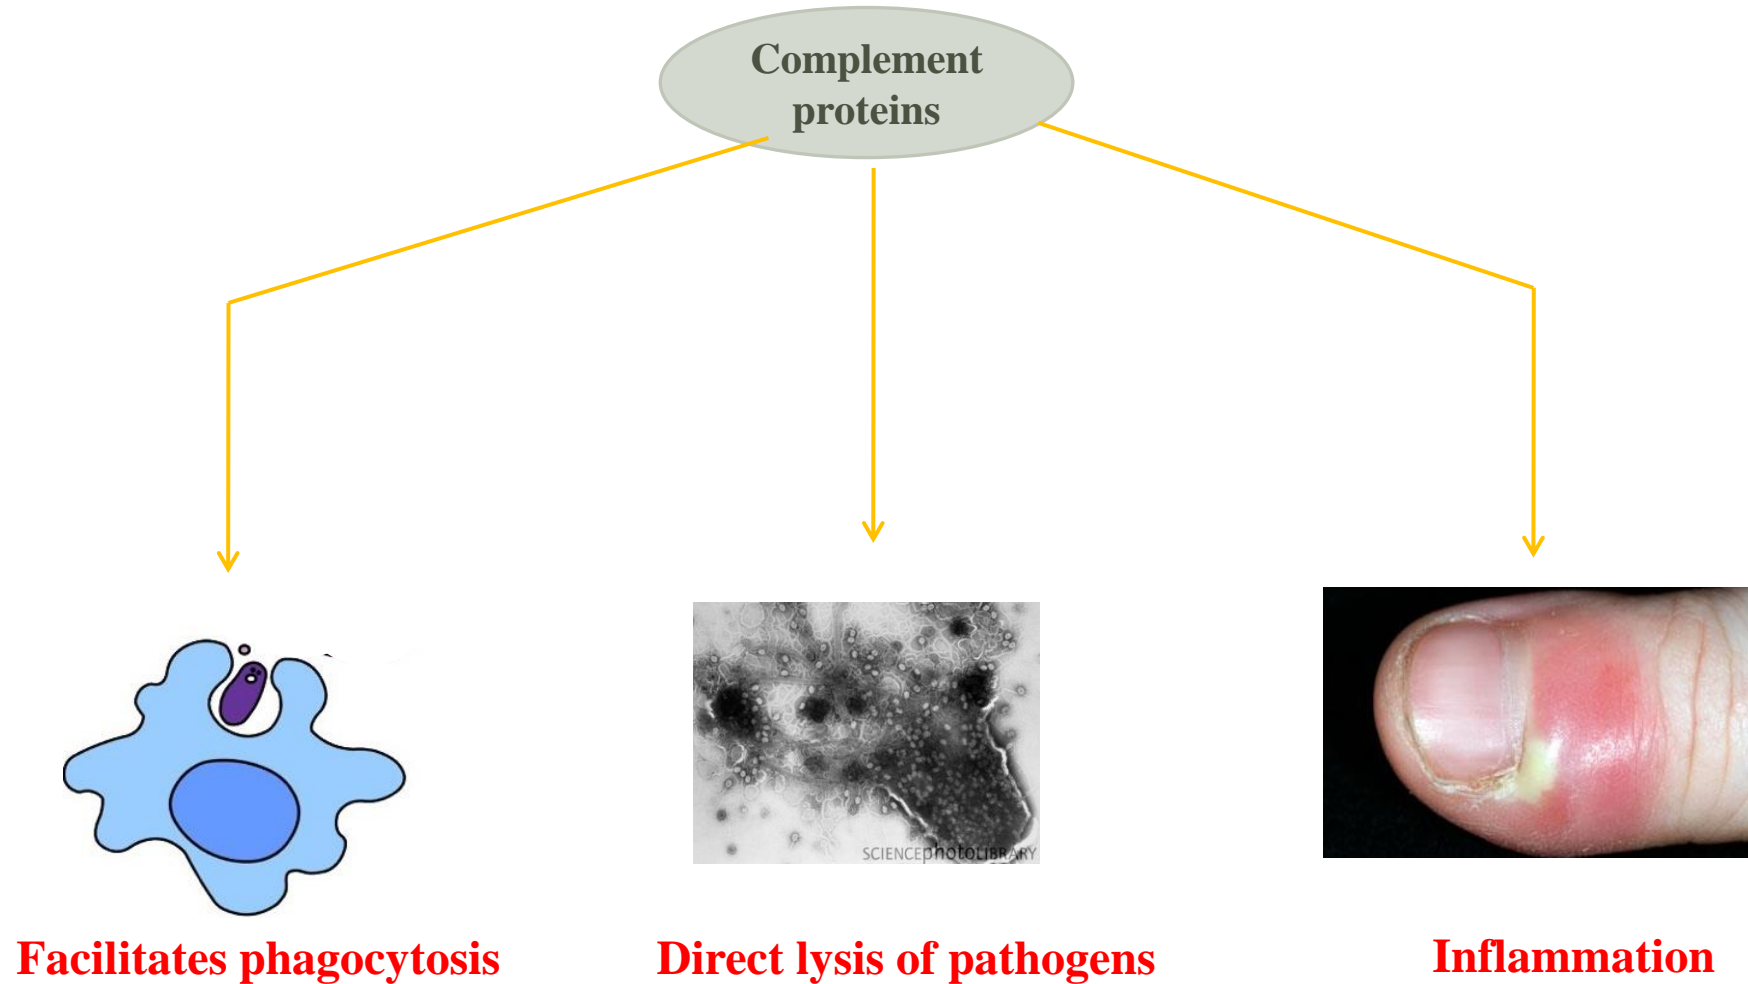 Complement
proteins
SCIENCEPHOTOLIBRARY
Facilitates phagocytosis
Direct lysis of pathogens
Inflammation